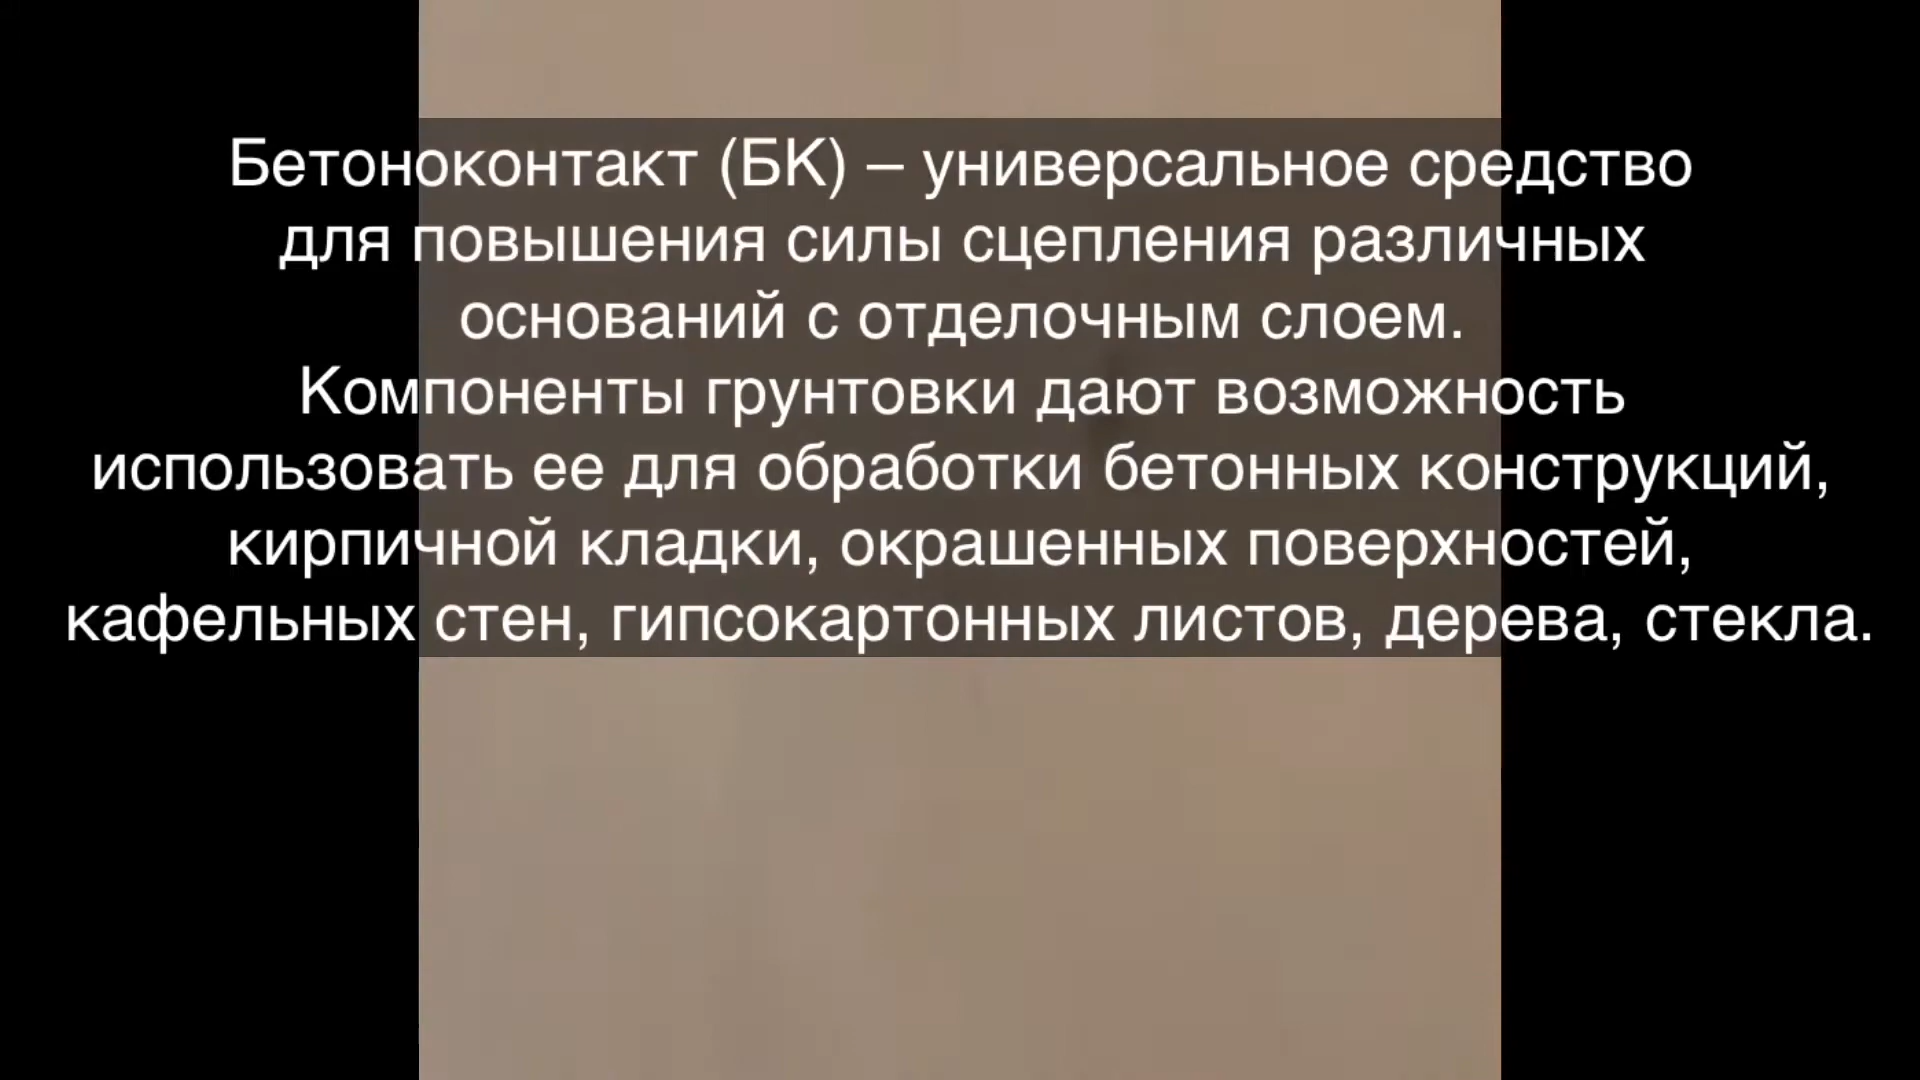 Бетоноконтакт (БК) – универсальное средство
для повышения силы сцепления различных
оснований с отделочным слоем.
Компоненты грунтовки дают возможность
использовать ее для обработки бетонных конструкций,
кирпичной кладки, окрашенных поверхностей,
кафельных стен, гипсокартонных листов, дерева, стекла.